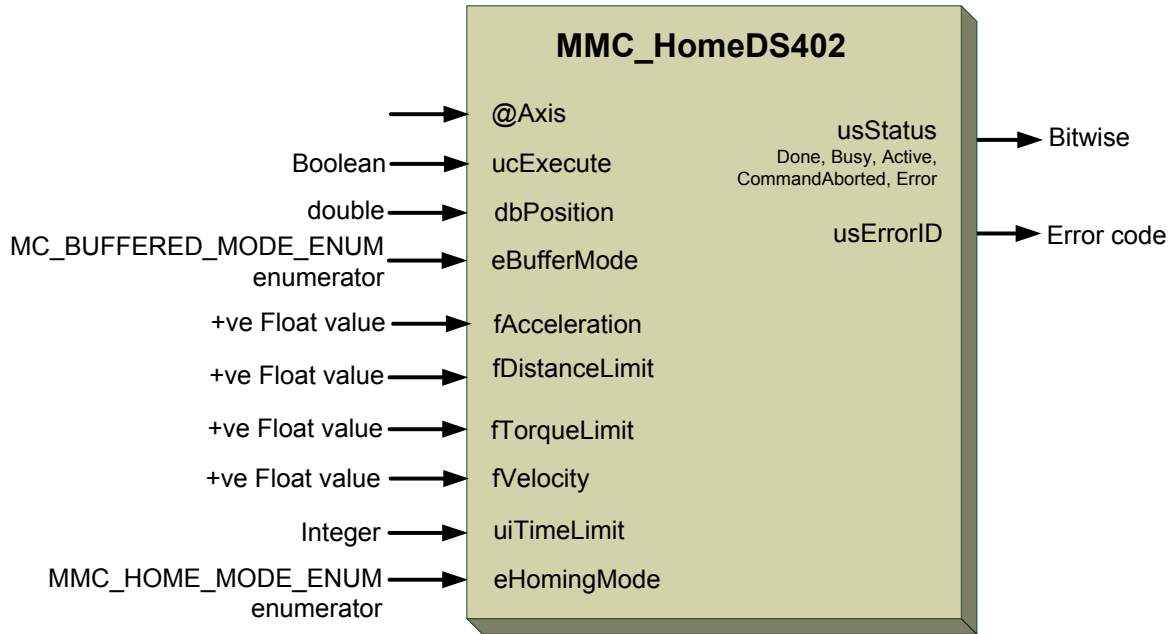 MMC_HomeDS402
@Axis
Boolean
ucExecute
double
dbPosition
MC_BUFFERED_MODE_ENUM
enumerator
eBufferMode
+ve Float value
fAcceleration
+ve Float value
fDistanceLimit
+ve Float value
fTorqueLimit
+ve Float value
fVelocity
Integer
uiTimeLimit
MMC_HOME_MODE_ENUM
enumerator
eHomingMode
usStatus
Done, Busy, Active,
CommandAborted, Error
Bitwise
usErrorID
Error code